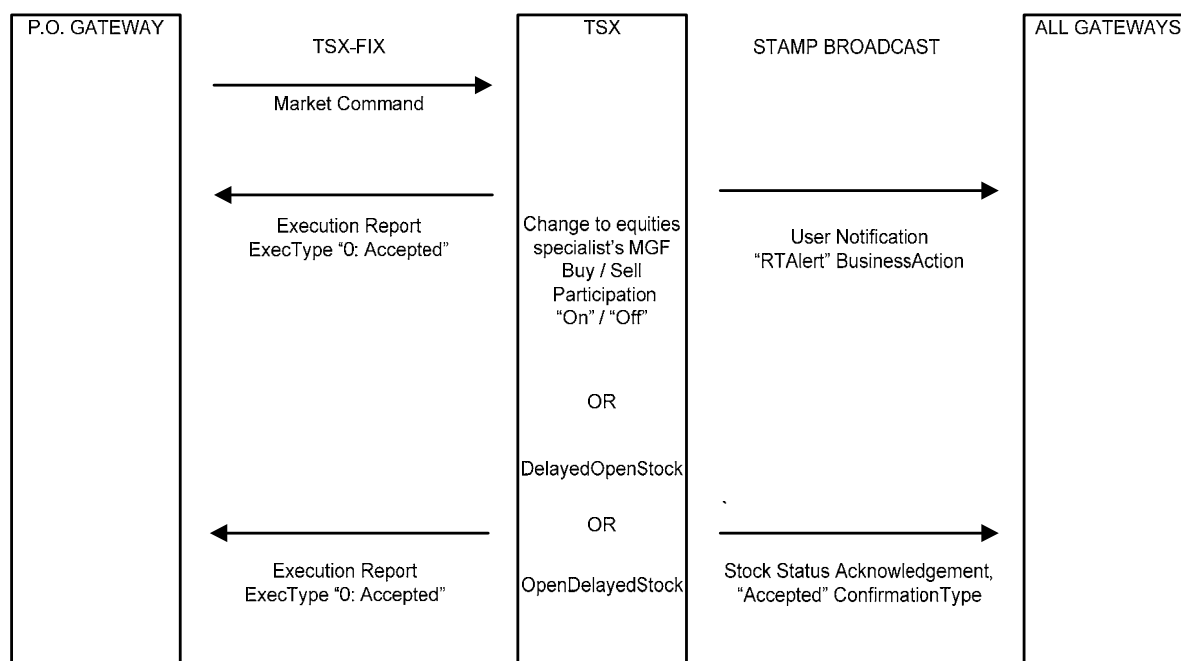 P.O. GATEWAY
TSX-FIX
TSX
STAMP BROADCAST
ALL GATEWAYS
Market Command
Execution Report
ExecType “0: Accepted”
Change to equities
specialist’s MGF
Buy / Sell
Participation
“On” / “Off”
User Notification
“RTAlert” BusinessAction
OR
DelayedOpenStock
`
OR
Execution Report
ExecType “0: Accepted”
OpenDelayedStock
Stock Status Acknowledgement,
“Accepted” ConfirmationType